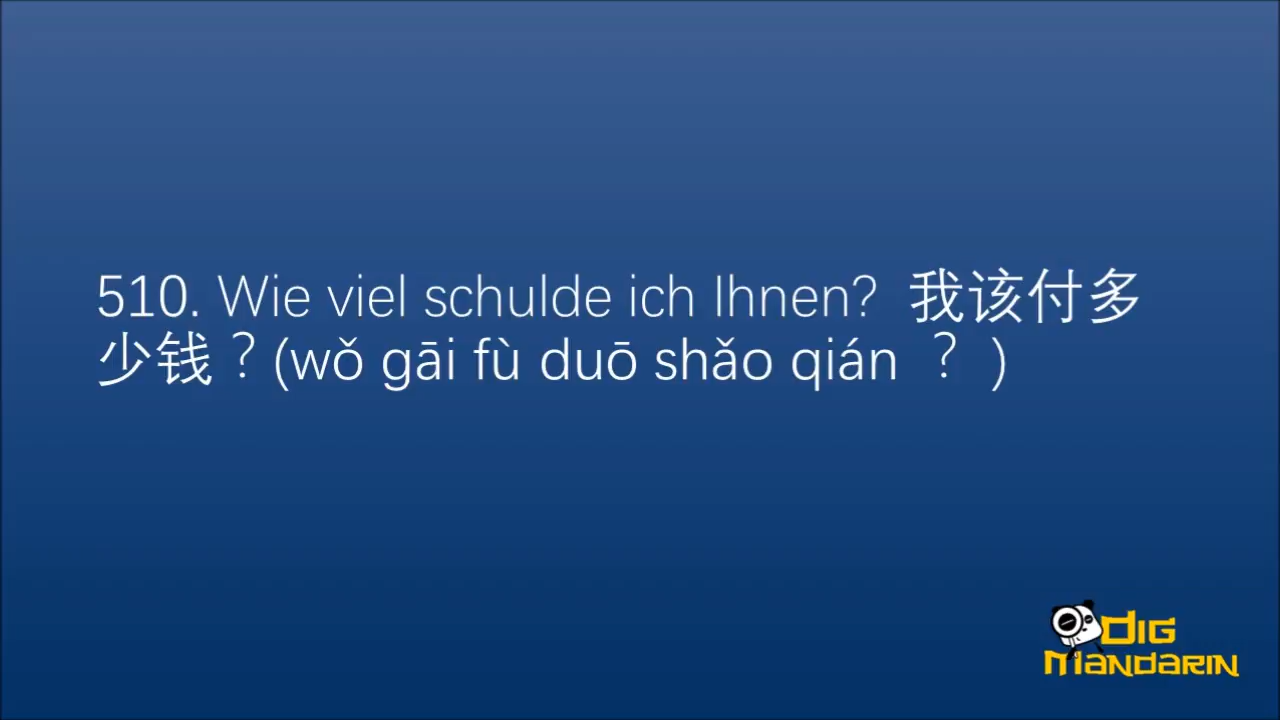 510. Wie viel schulde ich Ihnen? 我该付多
少钱？(wǒ gāi fù duō shǎo qián ？ )
DIG
MANDARIN